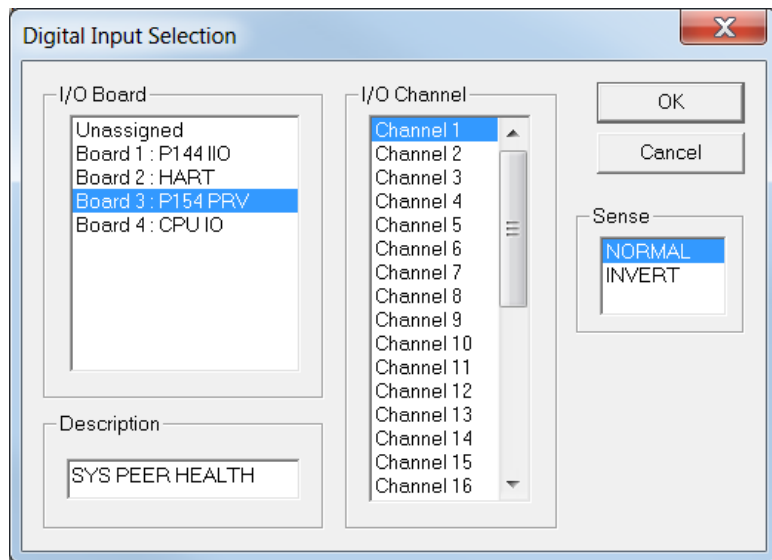 Digital Input Selection
I/O Board
Unassigned
Board 1 : P144 IIO
Board 2 : HART
Board 3 : P154 PRV
Board 4 : CPU IO
Description
SYS PEER HEALTH
I/O Channel
Channel 1
Channel 2
Channel 3
Channel 4
Channel 5
Channel 6
Channel 7
Channel 8
Channel 9
Channel 10
Channel 11
Channel 12
Channel 13
Channel 14
Channel 15
Channel 16
OK
Cancel
Sense
NORMAL
INVERT